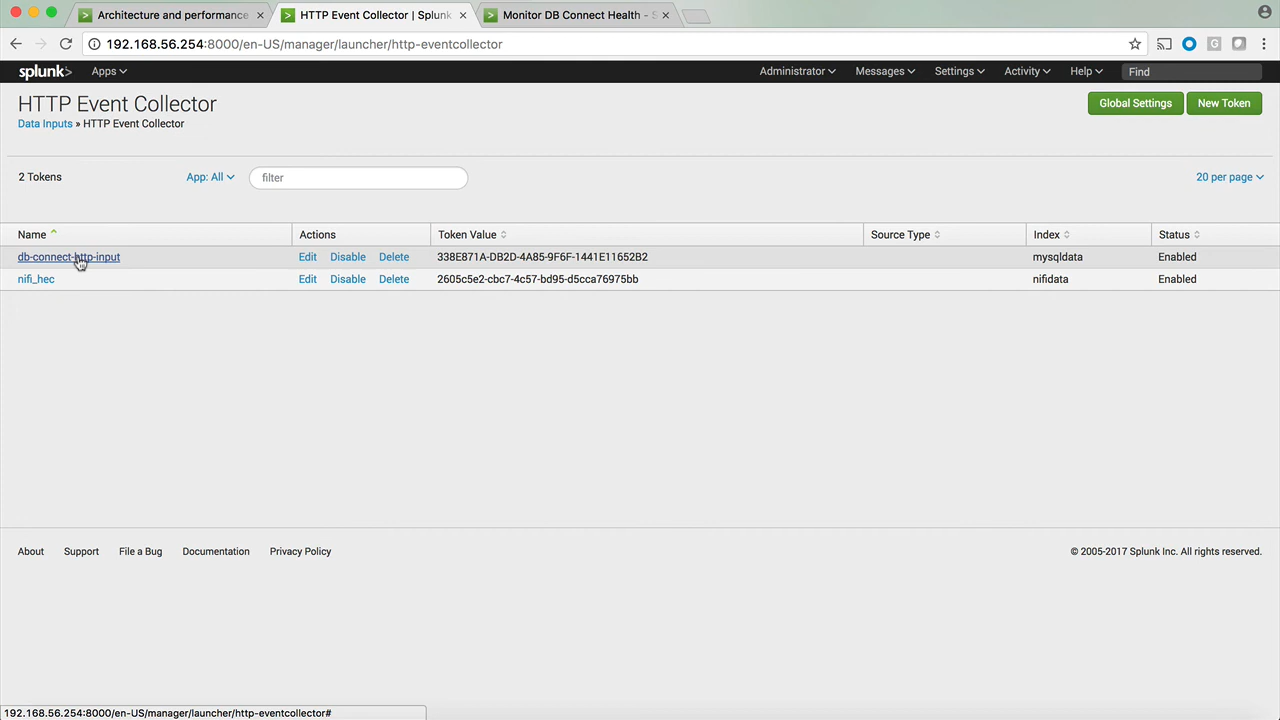 Architecture and performance
HTTP Event Collector | Splunk
Monitor DB Connect Health - S
192.168.56.254:8000/en-US/manager/launcher/http-eventcollector
splunk> Apps Administrator Messages Settings Activity Help Find
HTTP Event Collector
Global Settings New Token
Data Inputs » HTTP Event Collector
2 Tokens App: All filter 20 per page
Name Actions Token Value Source Type Index Status
db-connect-http-input Edit Disable Delete 338E871A-DB2D-4A85-9F6F-1441E11652B2 mysqldata Enabled
nifi_hec Edit Disable Delete 2605c5e2-cbc7-4c57-bd95-d5cca76975bb nifidata Enabled
About Support File a Bug Documentation Privacy Policy © 2005-2017 Splunk Inc. All rights reserved.
192.168.56.254:8000/en-US/manager/launcher/http-eventcollector#